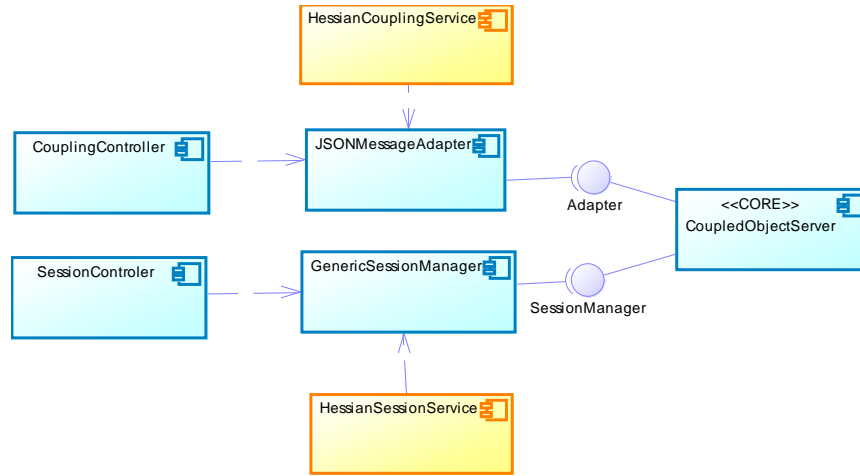 HessianCouplingService
CouplingController
JSONMessageAdapter
Adapter
<<CORE>>
CoupledObjectServer
SessionControler
GenericSessionManager
SessionManager
HessianSessionService